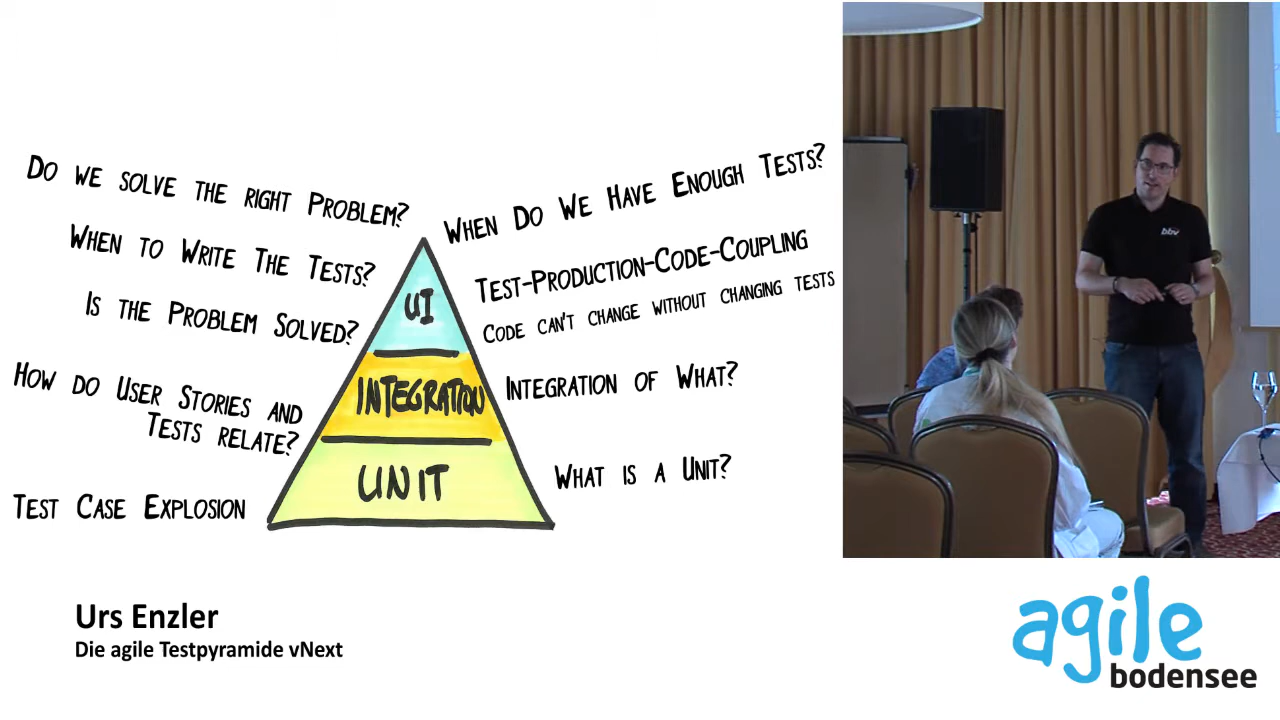 DO WE SOLVE THE RIGHT PROBLEM?
WHEN TO WRITE THE TESTS?
IS THE PROBLEM SOLVED?
HOW DO USER STORIES AND
TESTS RELATE?
TEST CASE EXPLOSION
UI
INTEGRATION
UNIT
WHEN DO WE HAVE ENOUGH TESTS?
TEST-PRODUCTION-CODE-COUPLING
CODE CAN'T CHANGE WITHOUT CHANGING TESTS
INTEGRATION OF WHAT?
WHAT IS A UNIT?
bbv
Urs Enzler
Die agile Testpyramide vNext
agile
bodensee